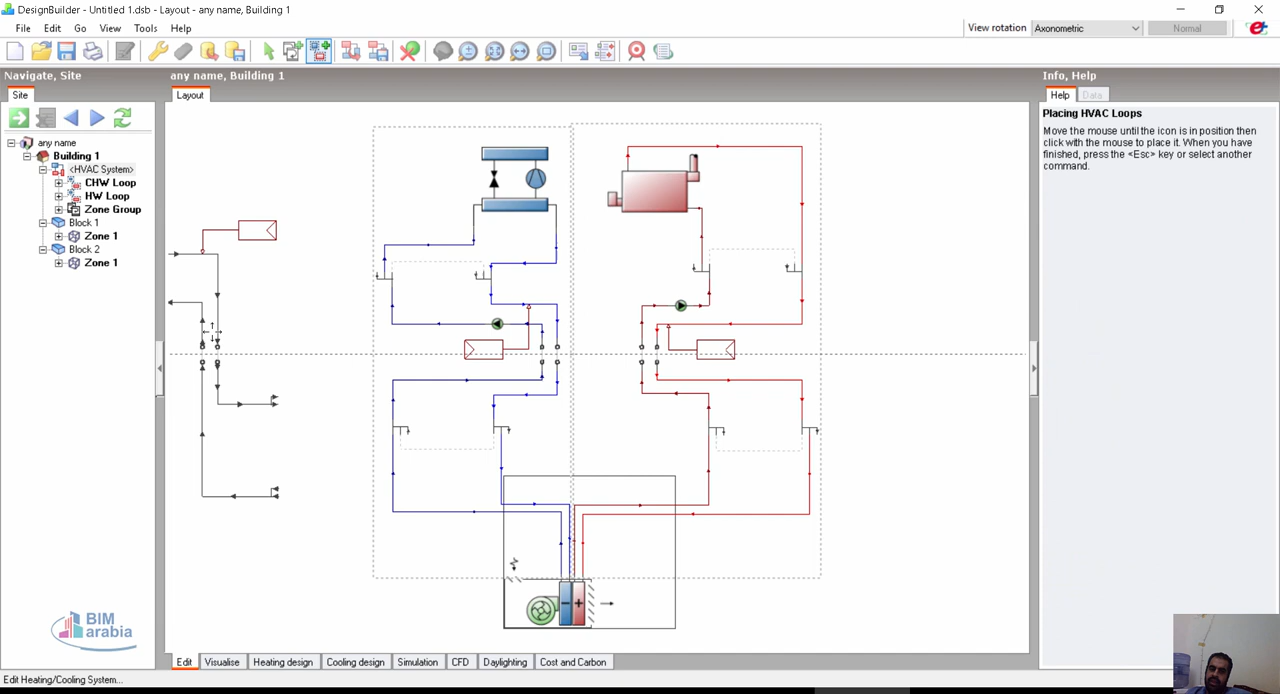 DesignBuilder - Untitled 1.dsb - Layout - any name, Building 1
File Edit Go View Tools Help
View rotation Axonometric Normal
Navigate, Site
any name, Building 1
Info, Help
Site
Layout
Help Data
any name
Building 1
<HVAC System>
CHW Loop
HW Loop
Zone Group
Block 1
Zone 1
Block 2
Zone 1
Placing HVAC Loops
Move the mouse until the icon is in position then
click with the mouse to place it. When you have
finished, press the <Esc> key or select another
command.
BIM
arabia
Edit Visualise Heating design Cooling design Simulation CFD Daylighting Cost and Carbon
Edit Heating/Cooling System...